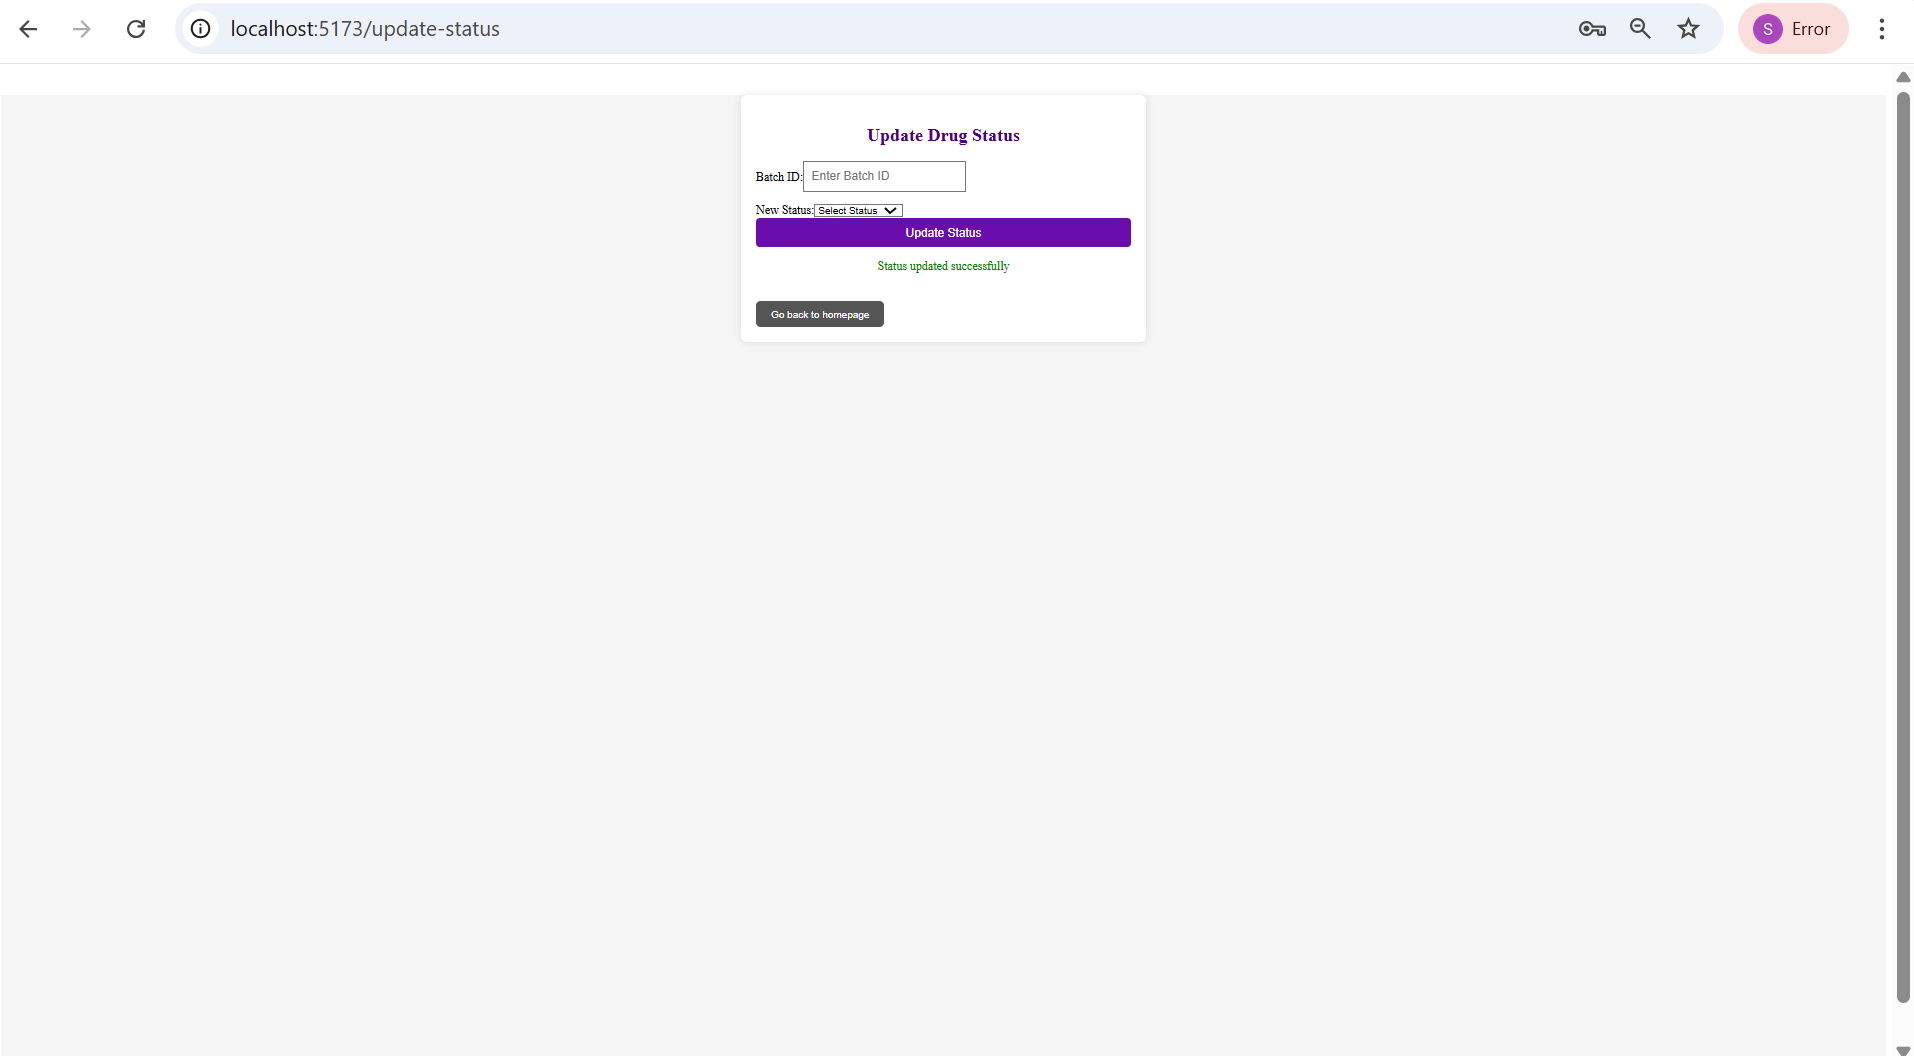 localhost:5173/update-status
S Error
Update Drug Status
Batch ID: Enter Batch ID
New Status: Select Status
Update Status
Status updated successfully
Go back to homepage